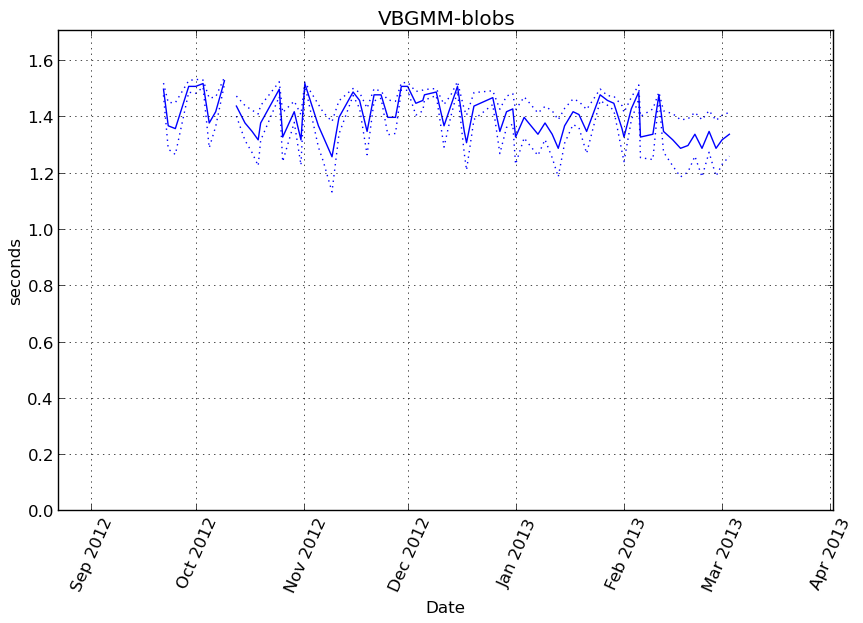 VBGMM-blobs
1.6
1.4
1.2
1.0
0.8
0.6
0.4
0.2
0.0
seconds
Sep 2012
Oct 2012
Nov 2012
Dec 2012
Jan 2013
Feb 2013
Mar 2013
Apr 2013
Date